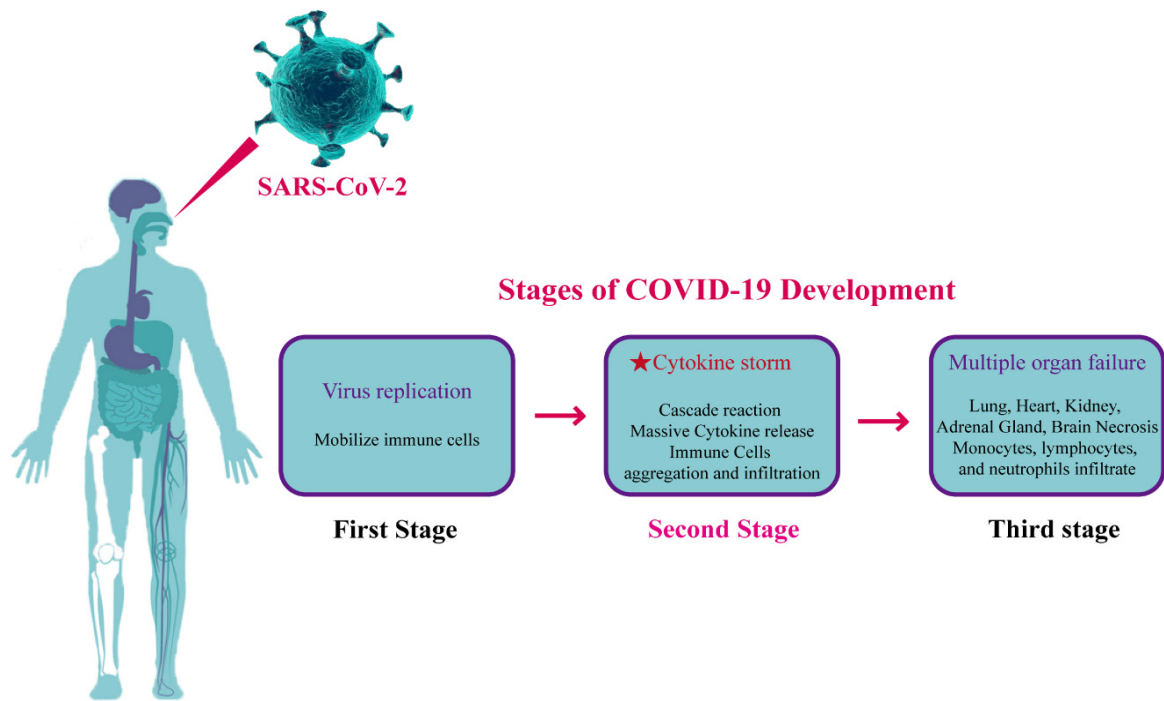 SARS-CoV-2
Stages of COVID-19 Development
Virus replication
Mobilize immune cells
First Stage
★Cytokine storm
Cascade reaction
Massive Cytokine release
Immune Cells
aggregation and infiltration
Second Stage
Multiple organ failure
Lung, Heart, Kidney,
Adrenal Gland, Brain Necrosis
Monocytes, lymphocytes,
and neutrophils infiltrate
Third stage